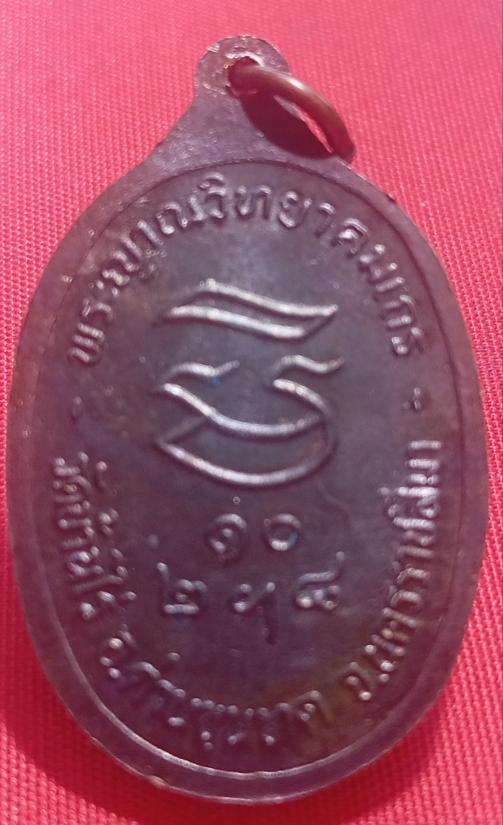 พระญาณวิทยาคมเถร
๑๐
๒ ๕ ๘
วัดบ้านไร่ อ.ด่านขุนทด จ.นครราชสีมา